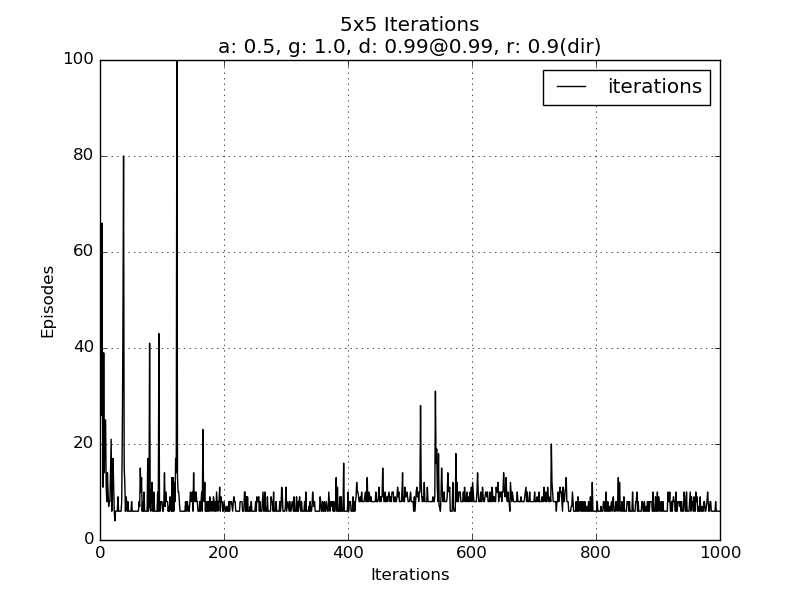 5x5 Iterations
a: 0.5, g: 1.0, d: 0.99@0.99, r: 0.9(dir)
iterations
100
80
60
40
20
0
Episodes
0 200 400 600 800 1000
Iterations